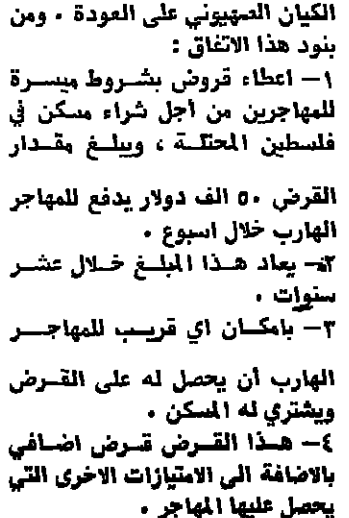 الكيان الصهيوني على العودة . ومن
بنود هذا الاتفاق :
١— اعطاء قروض بشروط ميسرة
للمهاجرين من أجل شراء مسكن في
فلسطين المحتلة ، ويبلغ مقدار
القرض ٥٠ الف دولار يدفع للمهاجر
الهارب خلال اسبوع .
٢— يعاد هذا المبلغ خلال عشر
سنوات .
٣— بامكان اي قريب للمهاجر
الهارب أن يحصل له على القرض
ويشتري له المسكن .
٤— هذا القرض قرض اضافي
بالاضافة الى الامتيازات الاخرى التي
يحصل عليها المهاجر .